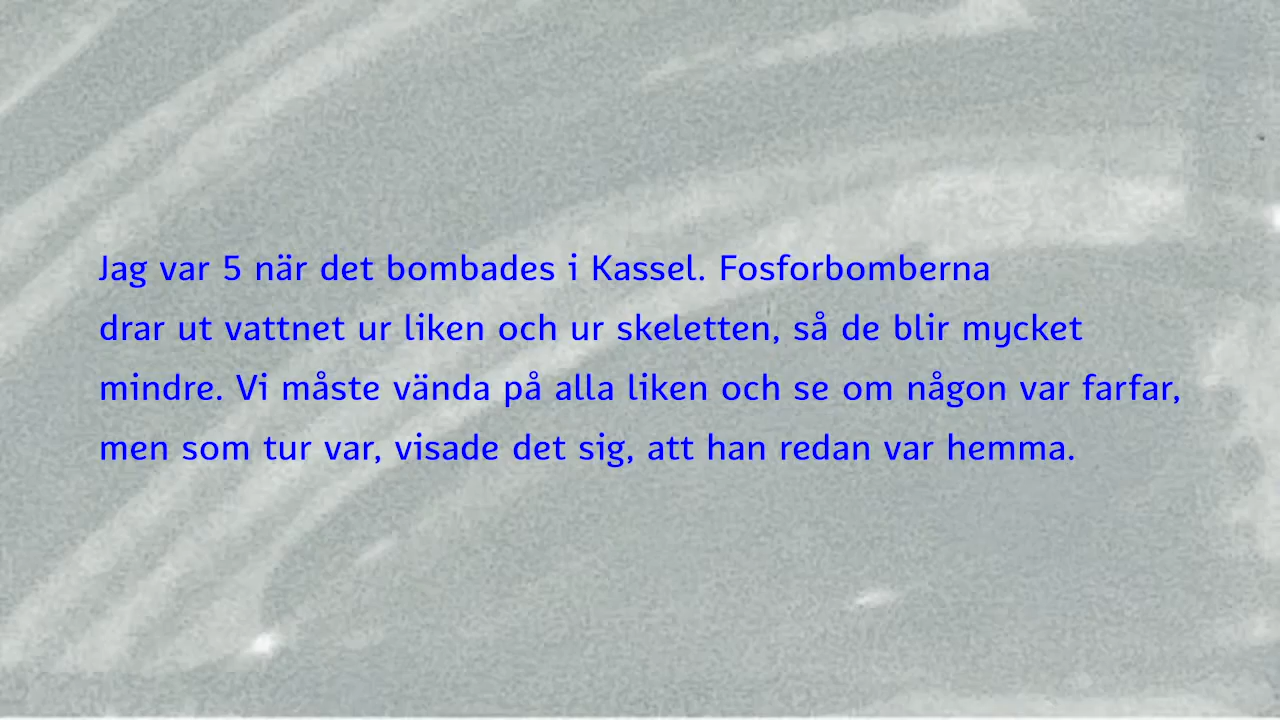 Jag var 5 när det bombades i Kassel. Fosforbomberna
drar ut vattnet ur liken och ur skeletten, så de blir mycket
mindre. Vi måste vända på alla liken och se om någon var farfar,
men som tur var, visade det sig, att han redan var hemma.